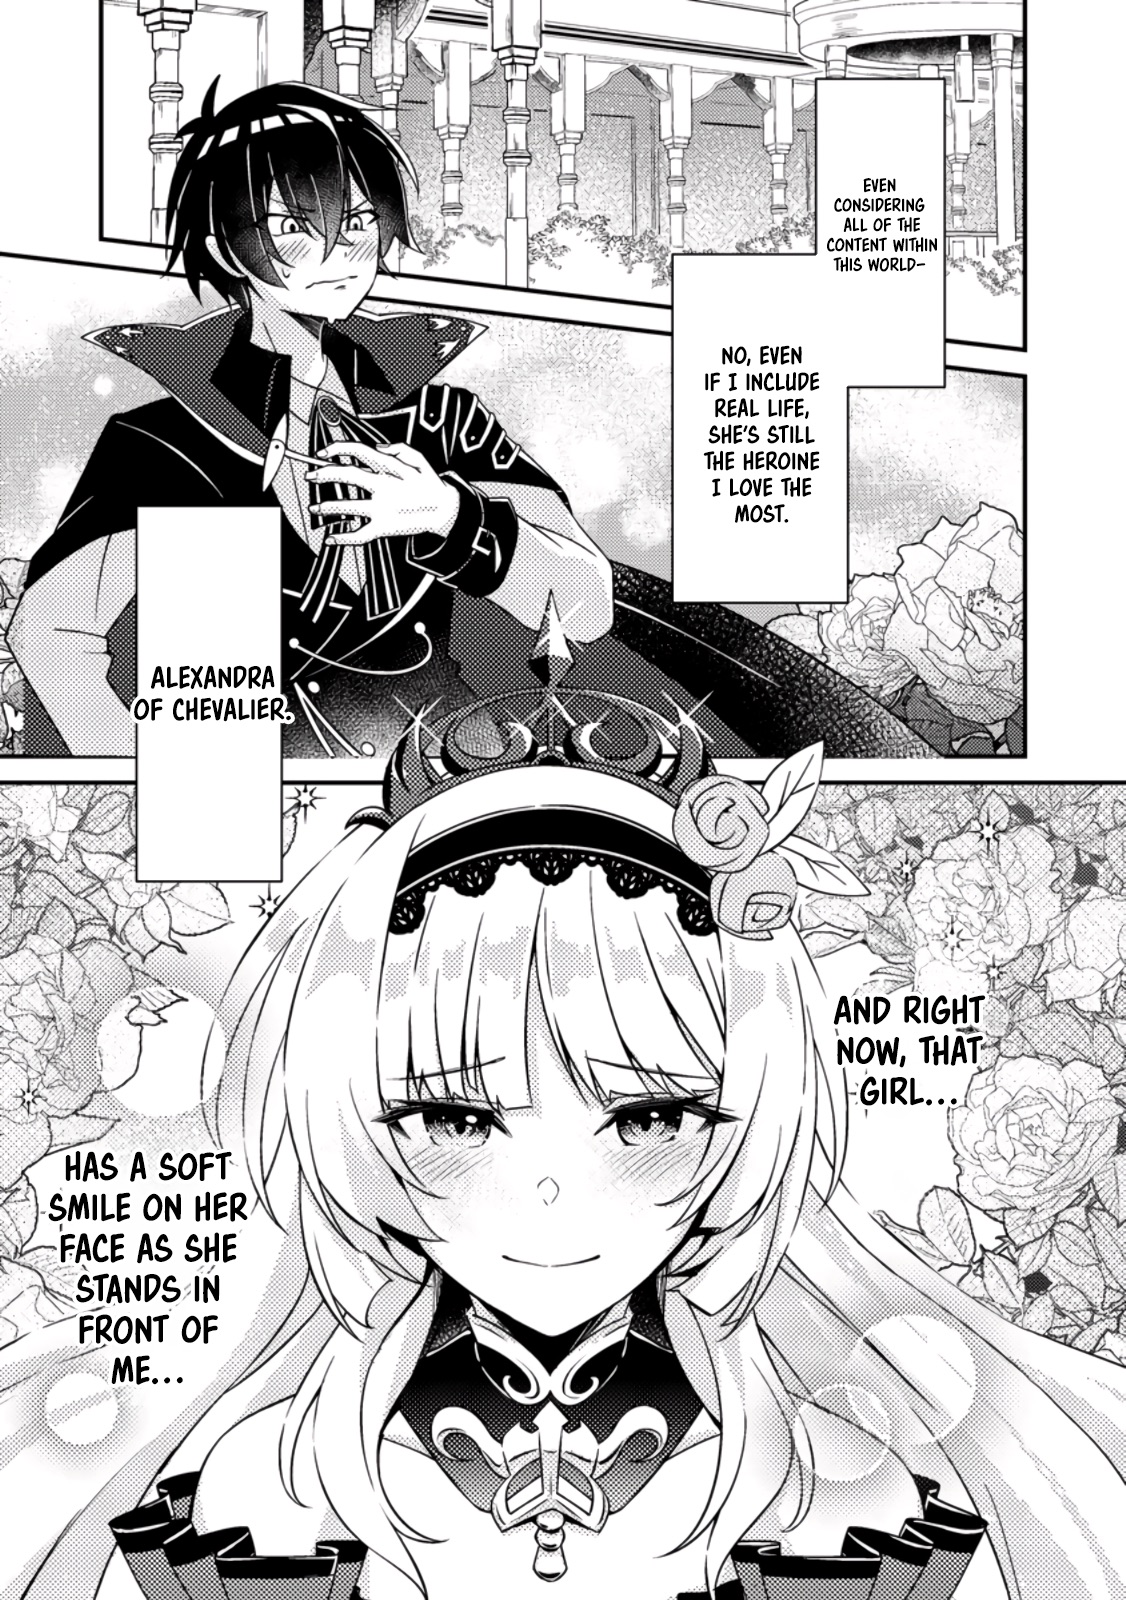 EVEN
CONSIDERING
ALL OF THE
CONTENT WITHIN
THIS WORLD-
NO, EVEN
IF I INCLUDE
REAL LIFE,
SHE'S STILL
THE HEROINE
I LOVE THE
MOST.
ALEXANDRA
OF CHEVALIER.
AND RIGHT
NOW, THAT
GIRL...
HAS A SOFT
SMILE ON HER
FACE AS SHE
STANDS IN
FRONT OF
ME...